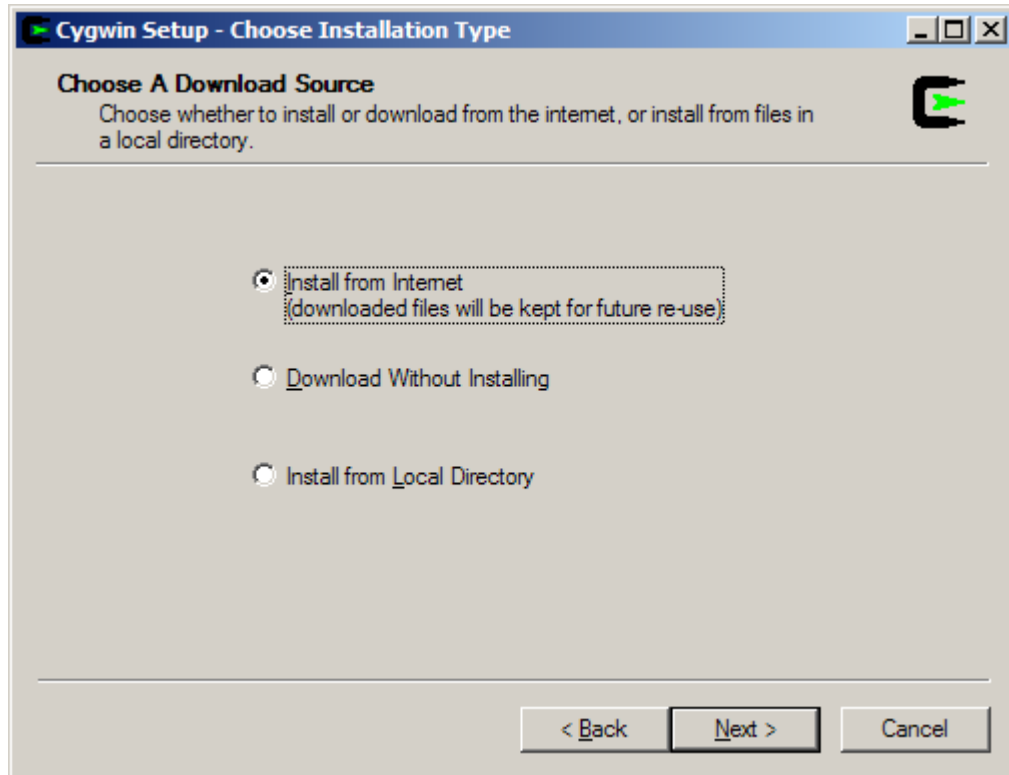 Cygwin Setup - Choose Installation Type
Choose A Download Source
Choose whether to install or download from the internet, or install from files in
a local directory.
Install from Internet
(downloaded files will be kept for future re-use)
Download Without Installing
Install from Local Directory
< Back
Next >
Cancel